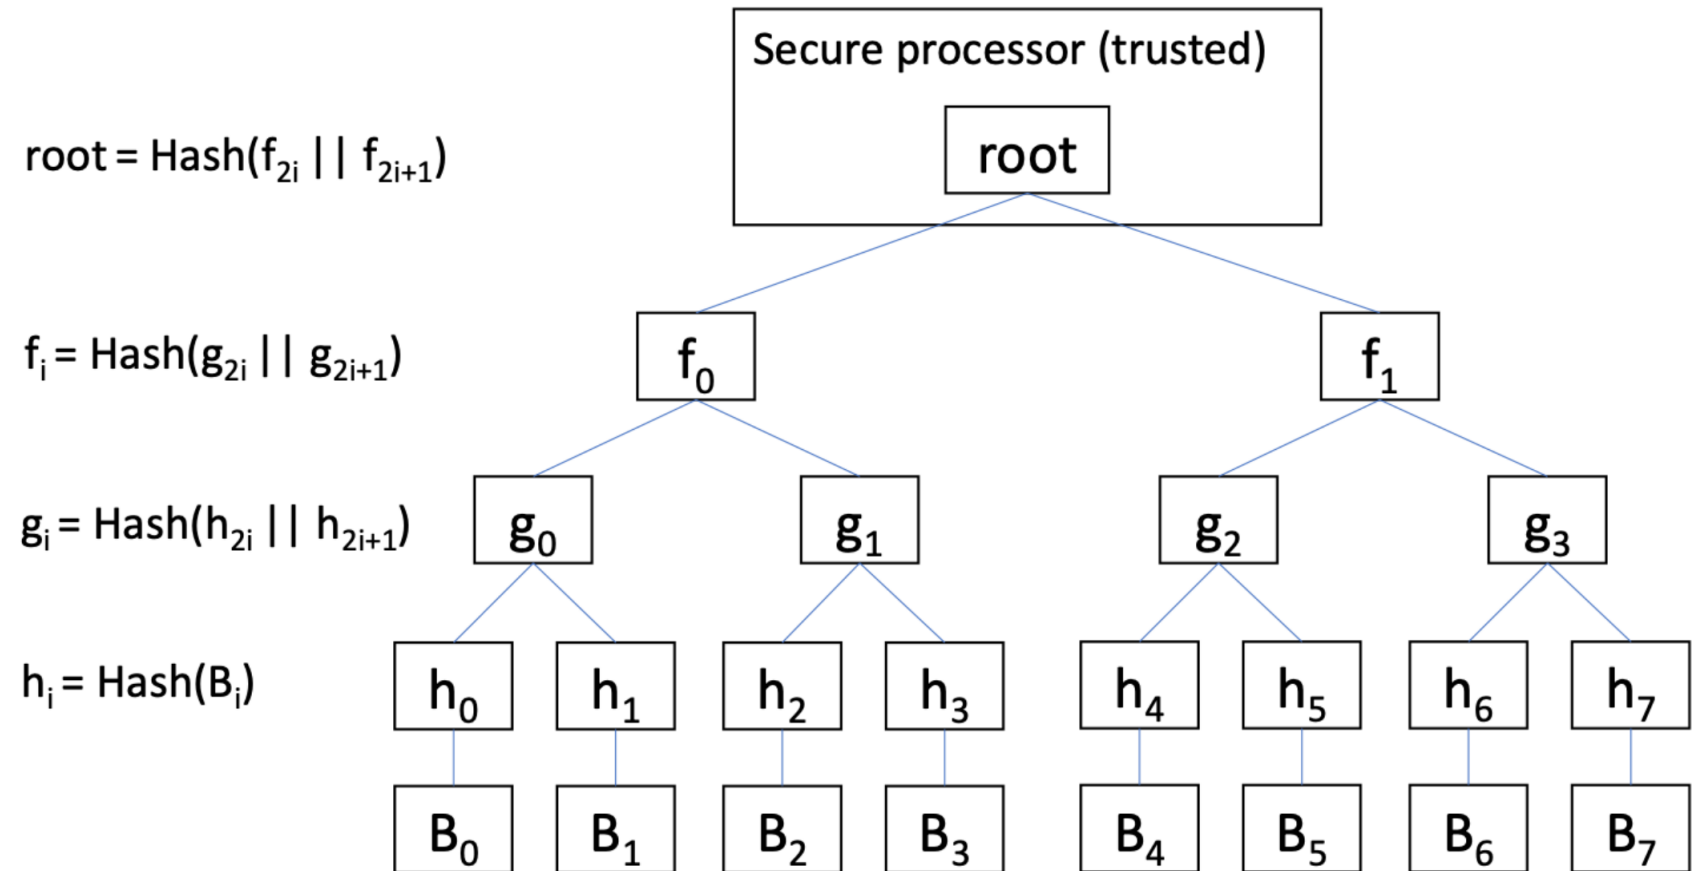 Secure processor (trusted)
root = Hash(f₂ᵢ || f₂ᵢ₊₁)
root
fᵢ = Hash(g₂ᵢ || g₂ᵢ₊₁)
f₀ f₁
gᵢ = Hash(h₂ᵢ || h₂ᵢ₊₁)
g₀ g₁ g₂ g₃
hᵢ = Hash(Bᵢ)
h₀ h₁ h₂ h₃ h₄ h₅ h₆ h₇
B₀ B₁ B₂ B₃ B₄ B₅ B₆ B₇